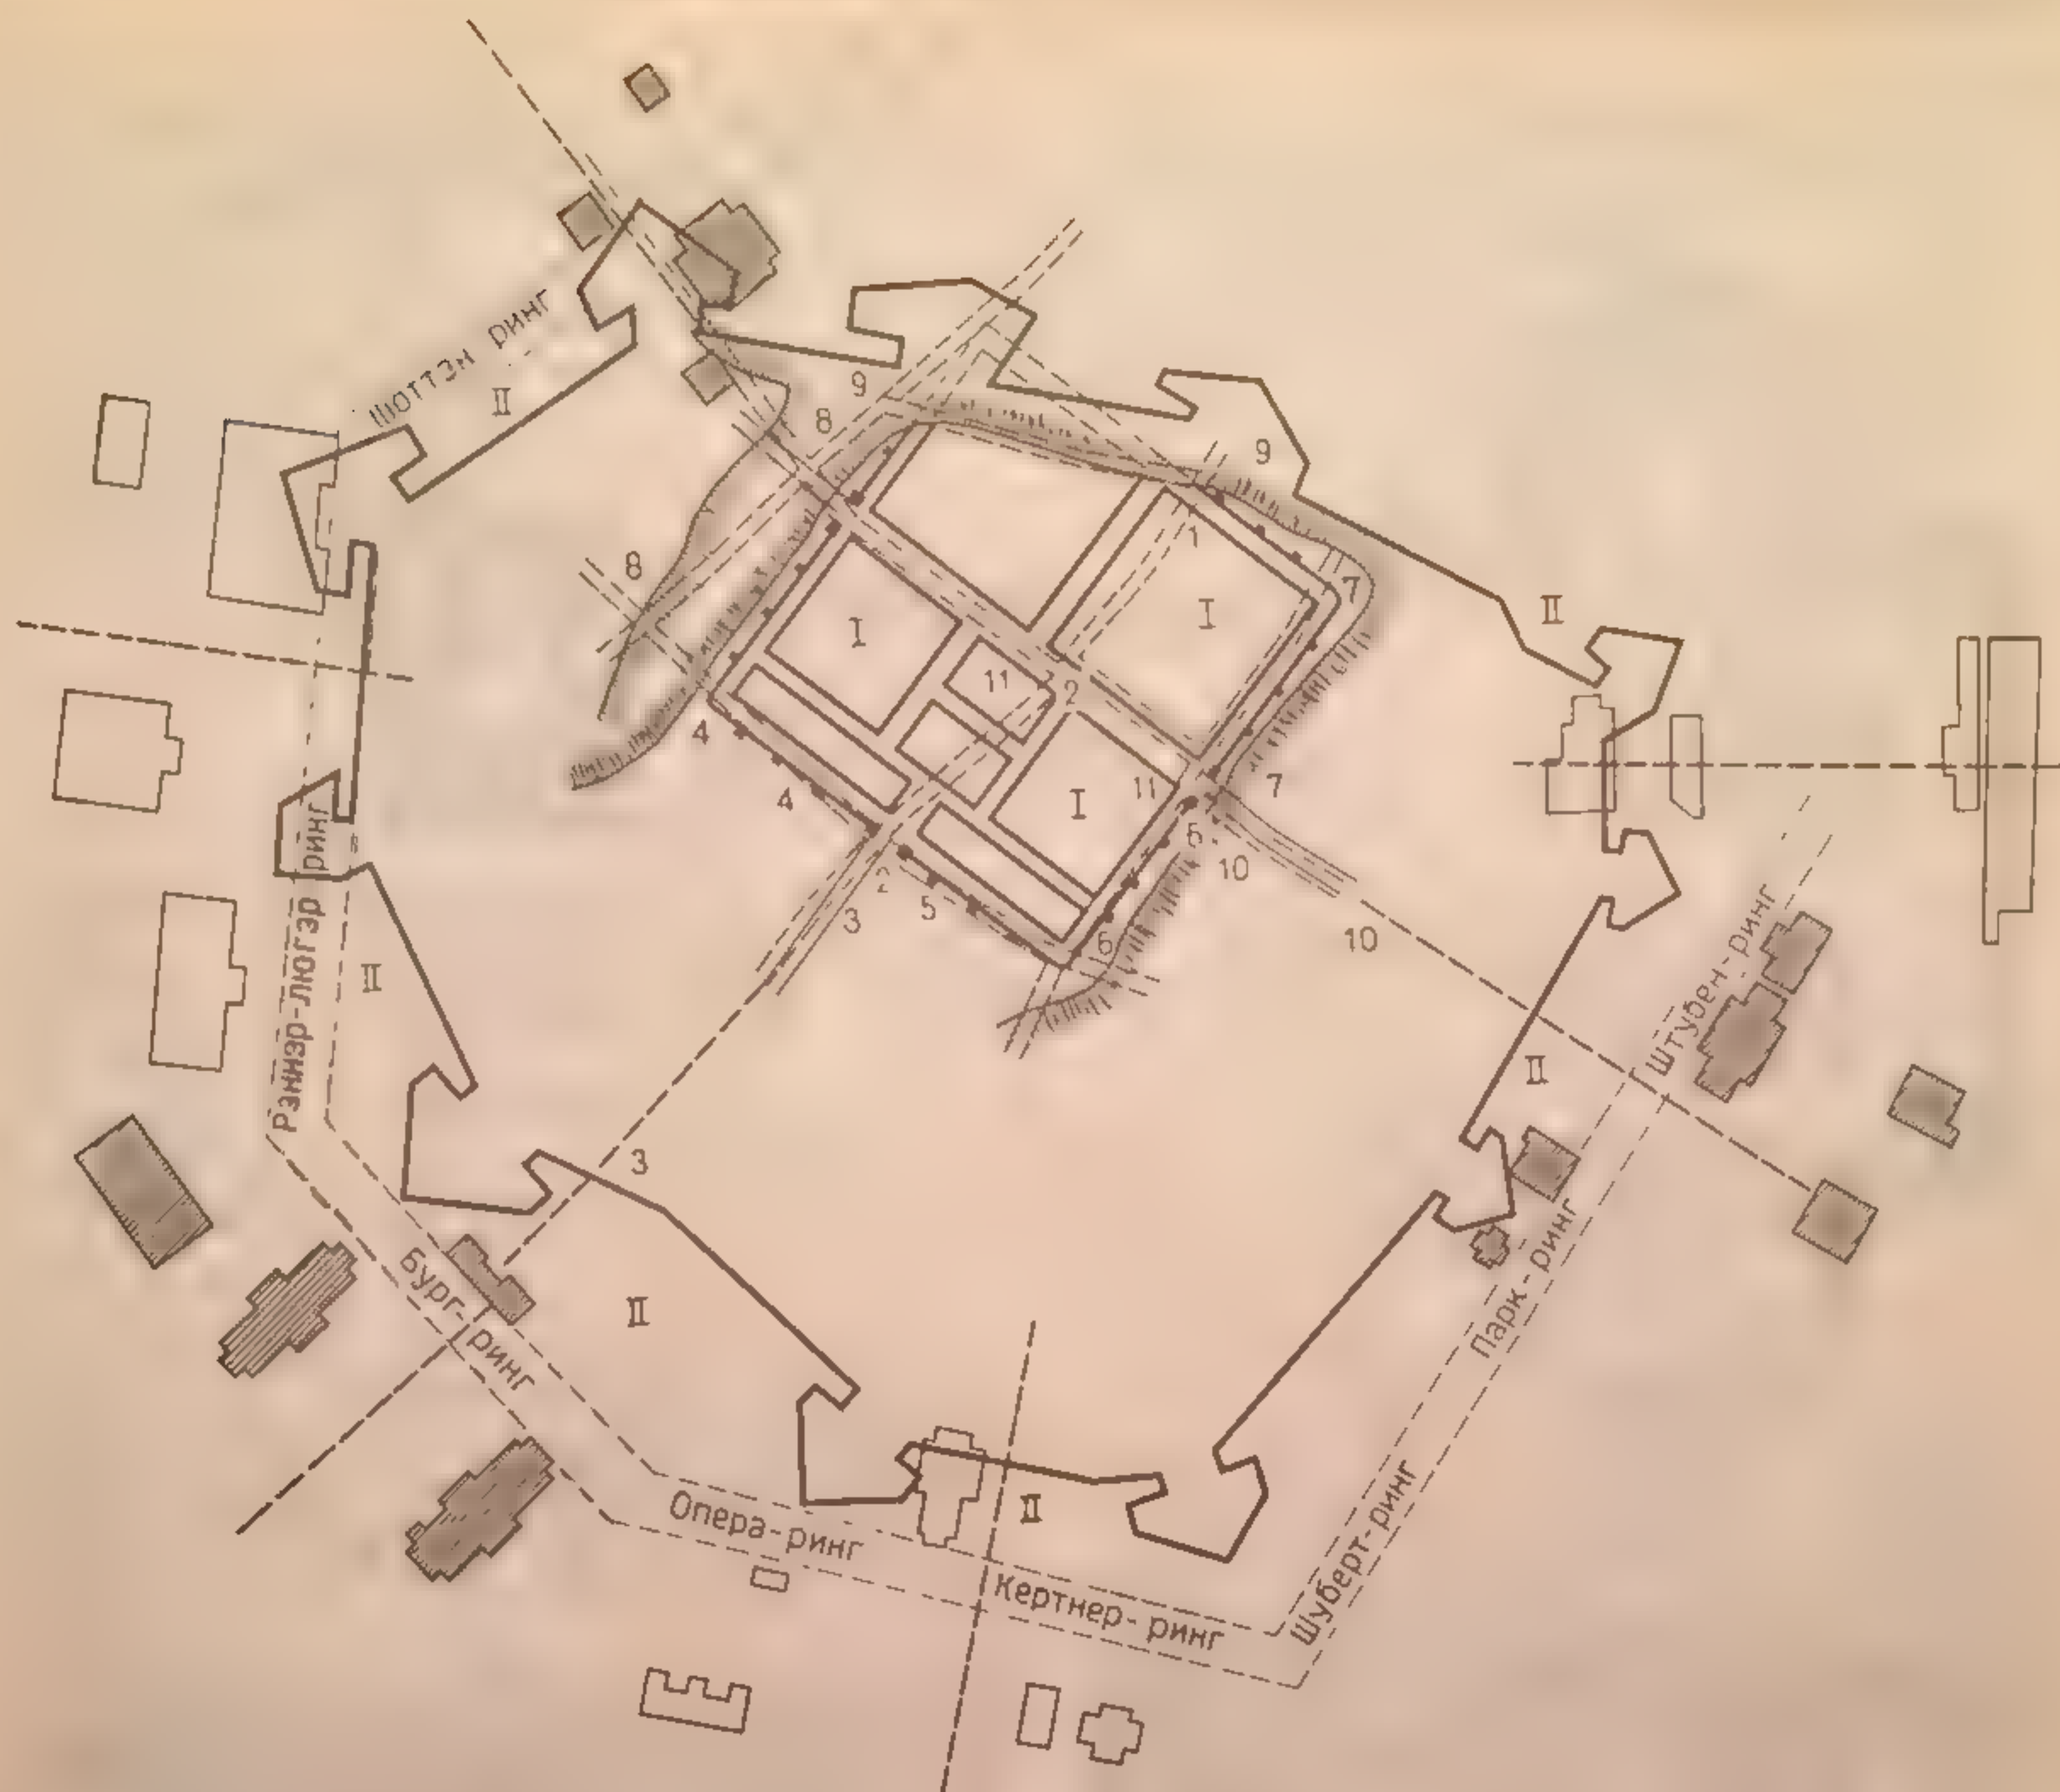 Шоттэн ринг
II
9
8
9
8
1
7
II
I
I
11
2
4
4
11
I
7
6
10
2
5
3
6
10
Рэннэр-люгэр ринг
II
Штубен-ринг
II
3
Бург-ринг
II
Парк-ринг
Опера-ринг
II
Кертнер-ринг
Шуберт-ринг